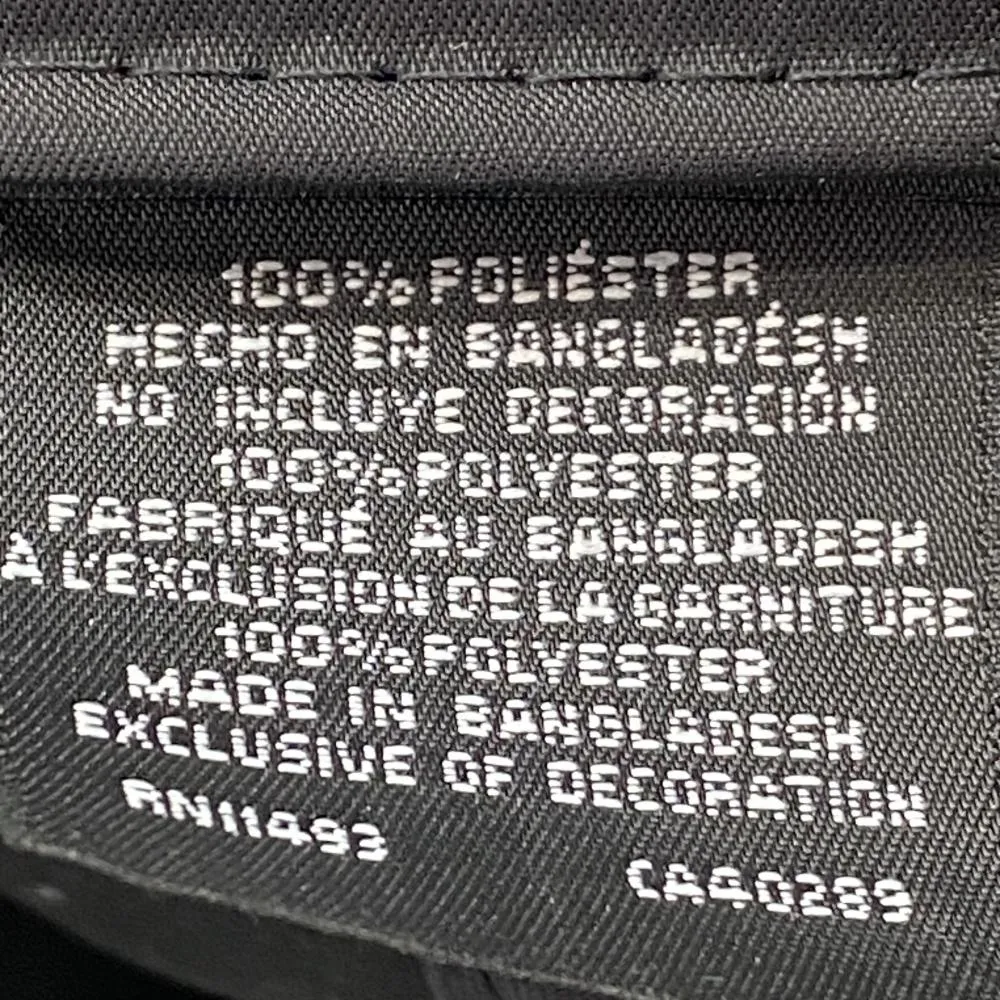 100% POLIÉSTER
HECHO EN BANGLADÉSH
NO INCLUYE DECORACIÓN
100% POLYESTER
FABRIQUÉ AU BANGLADESH
A L'EXCLUSION DE LA GARNITURE
100% POLYESTER
MADE IN BANGLADESH
EXCLUSIVE OF DECORATION
RN11493
CA40289